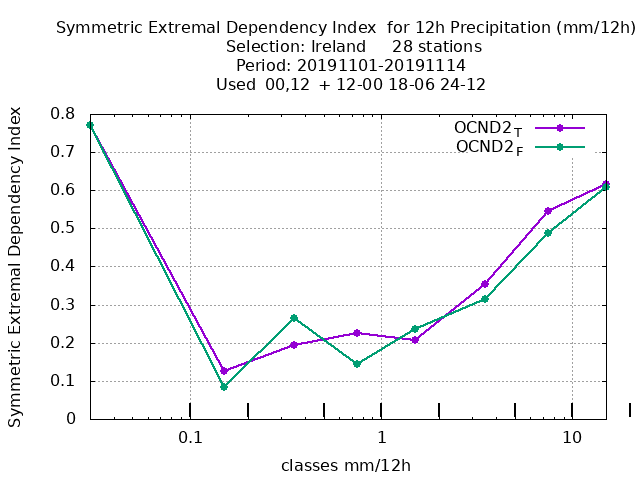 Symmetric Extremal Dependency Index  for 12h Precipitation (mm/12h)
Selection: Ireland     28 stations
Period: 20191101-20191114
Used  00,12  + 12-00 18-06 24-12
Symmetric Extremal Dependency Index
0.8
0.7
0.6
0.5
0.4
0.3
0.2
0.1
0
OCND2T
OCND2F
0.1 1 10
classes mm/12h